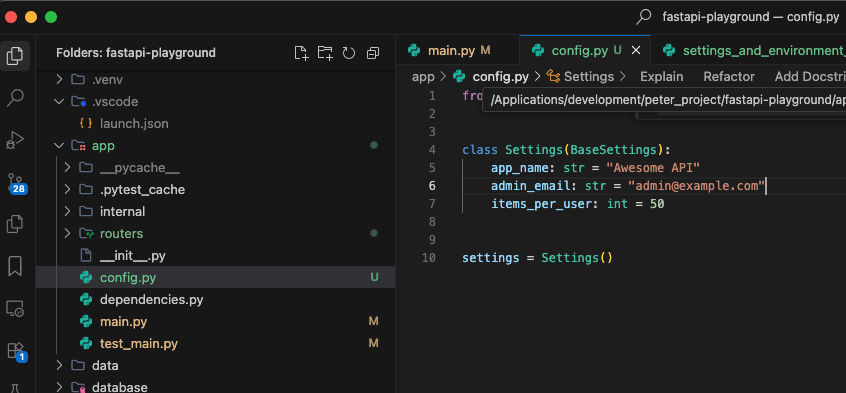 fastapi-playground — config.py
Folders: fastapi-playground
main.py M
config.py U
settings_and_environment_
app > config.py > Settings > Explain Refactor Add Docstri
/Applications/development/peter_project/fastapi-playground/ap
.venv
.vscode
launch.json
app
__pycache__
.pytest_cache
internal
routers
__init__.py
config.py U
dependencies.py
main.py M
test_main.py M
data
database
28
1
1 fro
2
3
4 class Settings(BaseSettings):
5 app_name: str = "Awesome API"
6 admin_email: str = "admin@example.com"
7 items_per_user: int = 50
8
9
10 settings = Settings()